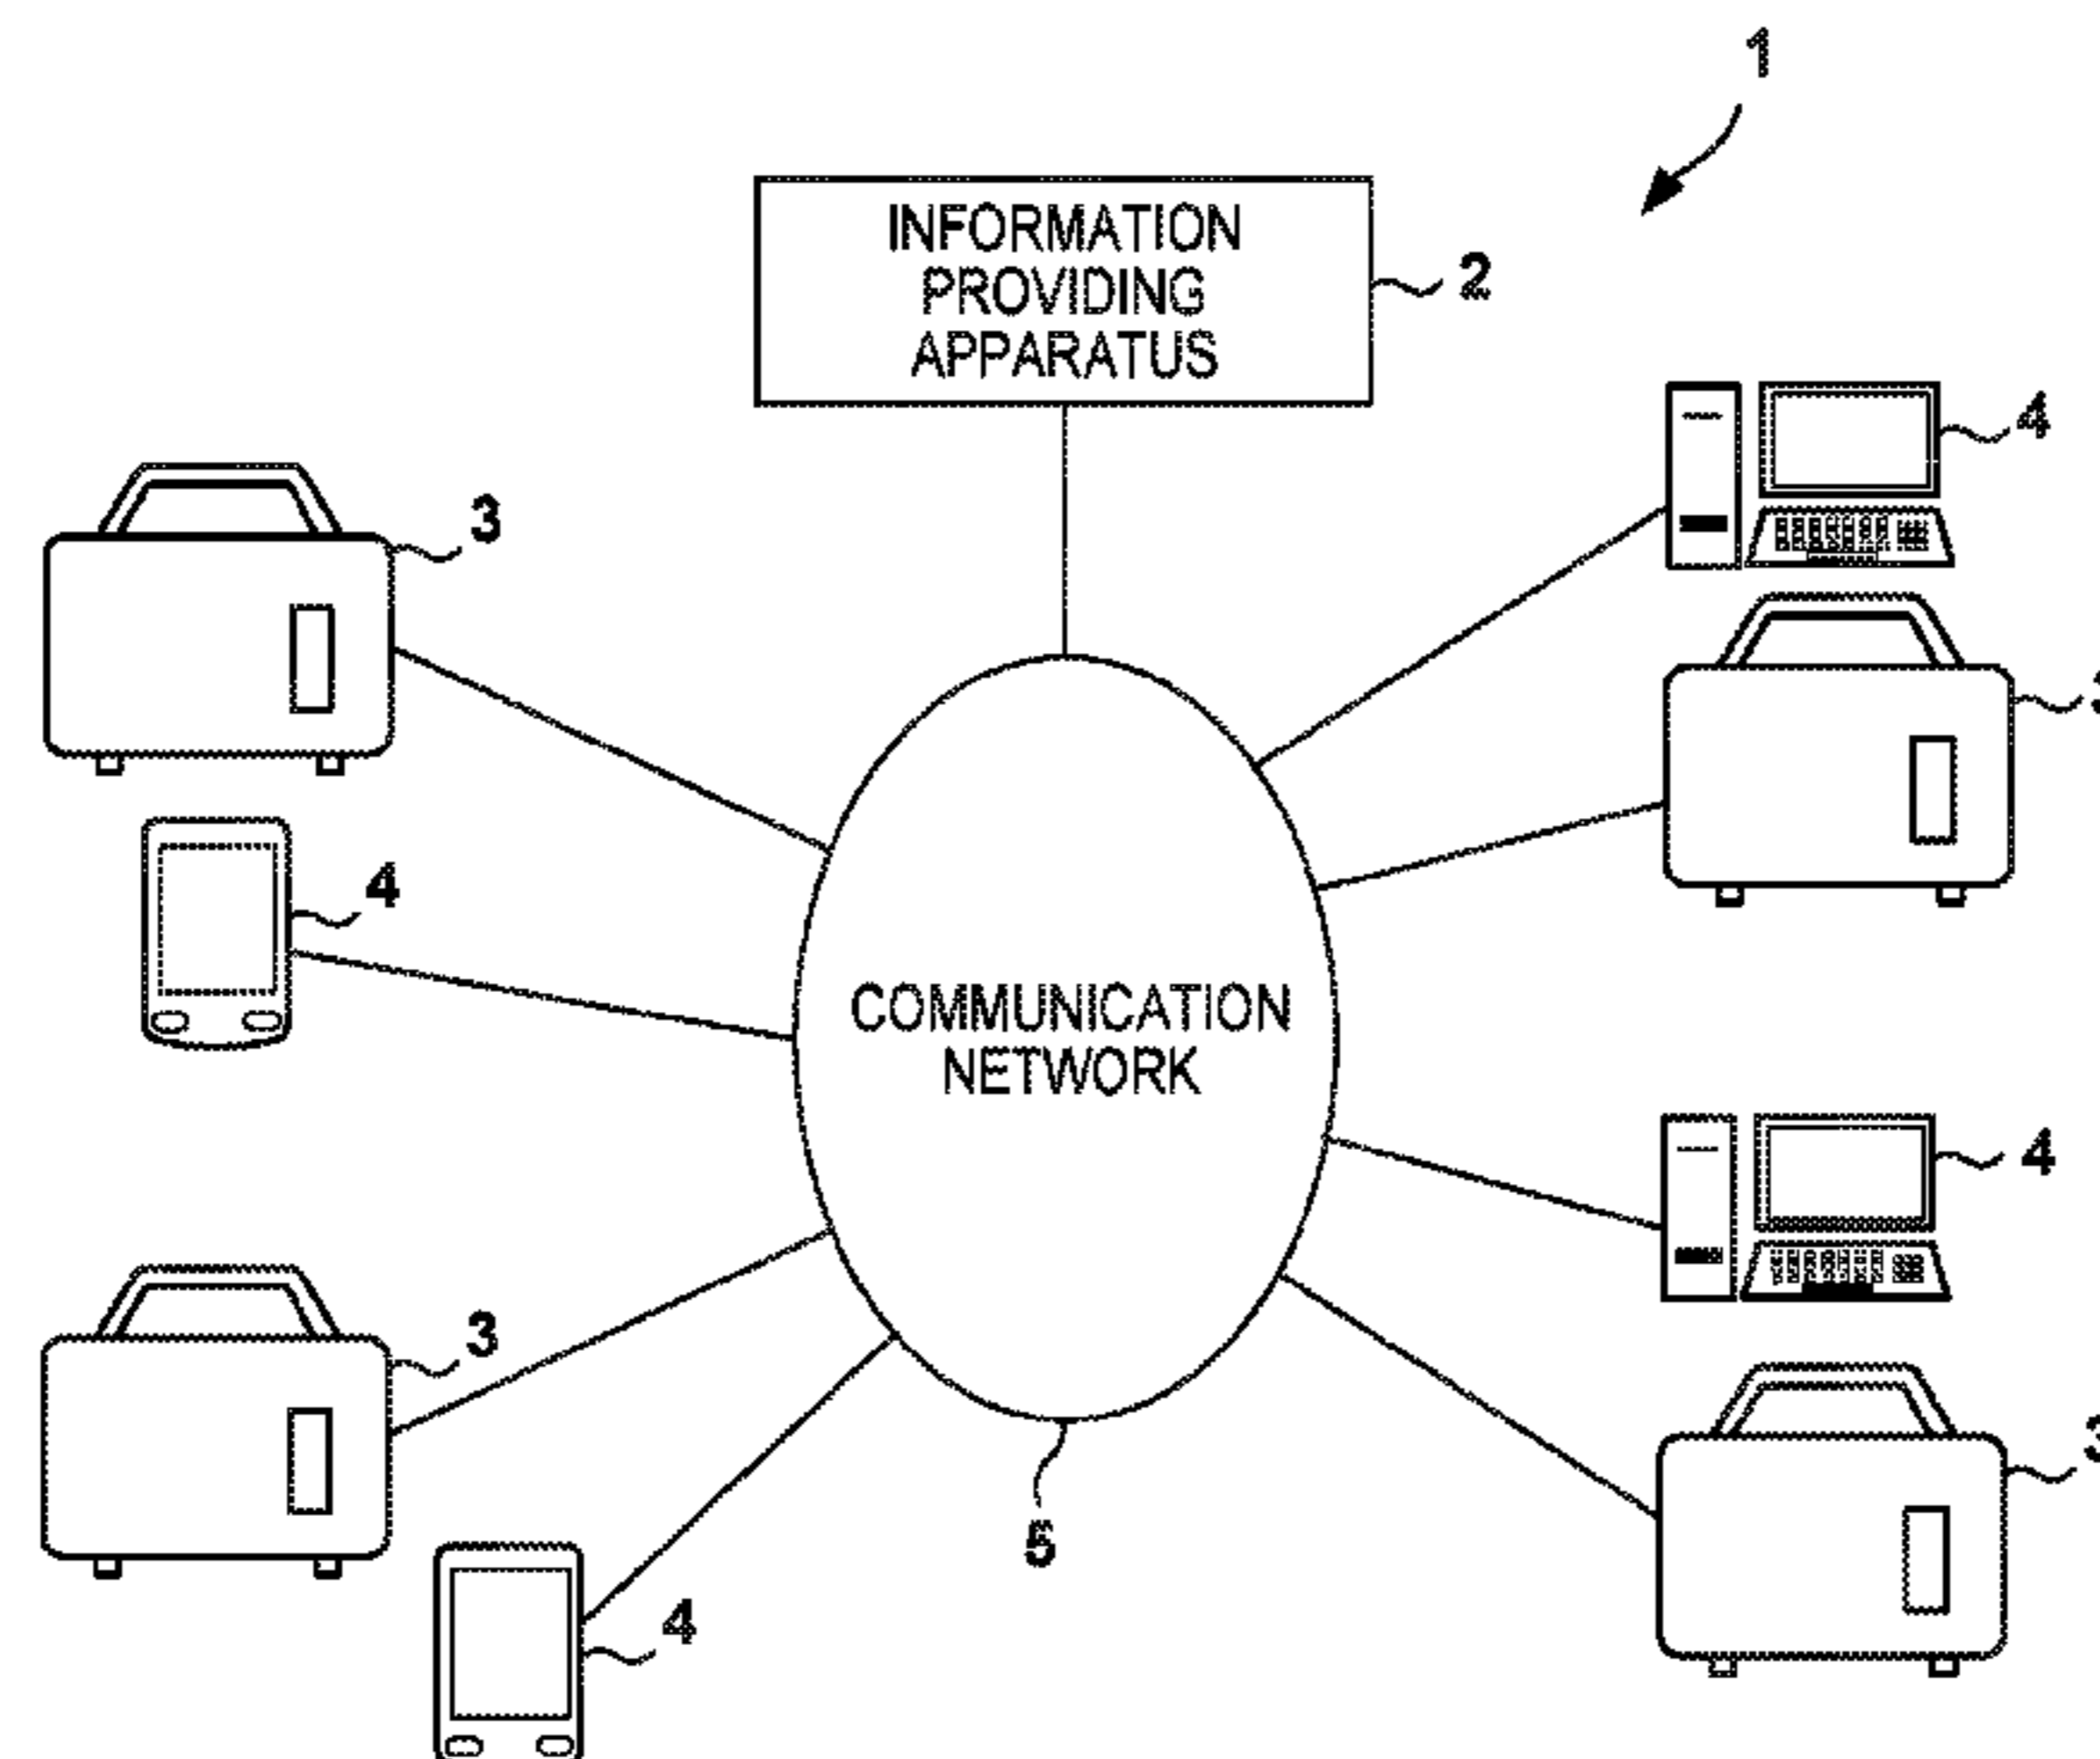 1
INFORMATION
PROVIDING
APPARATUS
2
4
3
3
4
COMMUNICATION
NETWORK
4
3
3
5
4